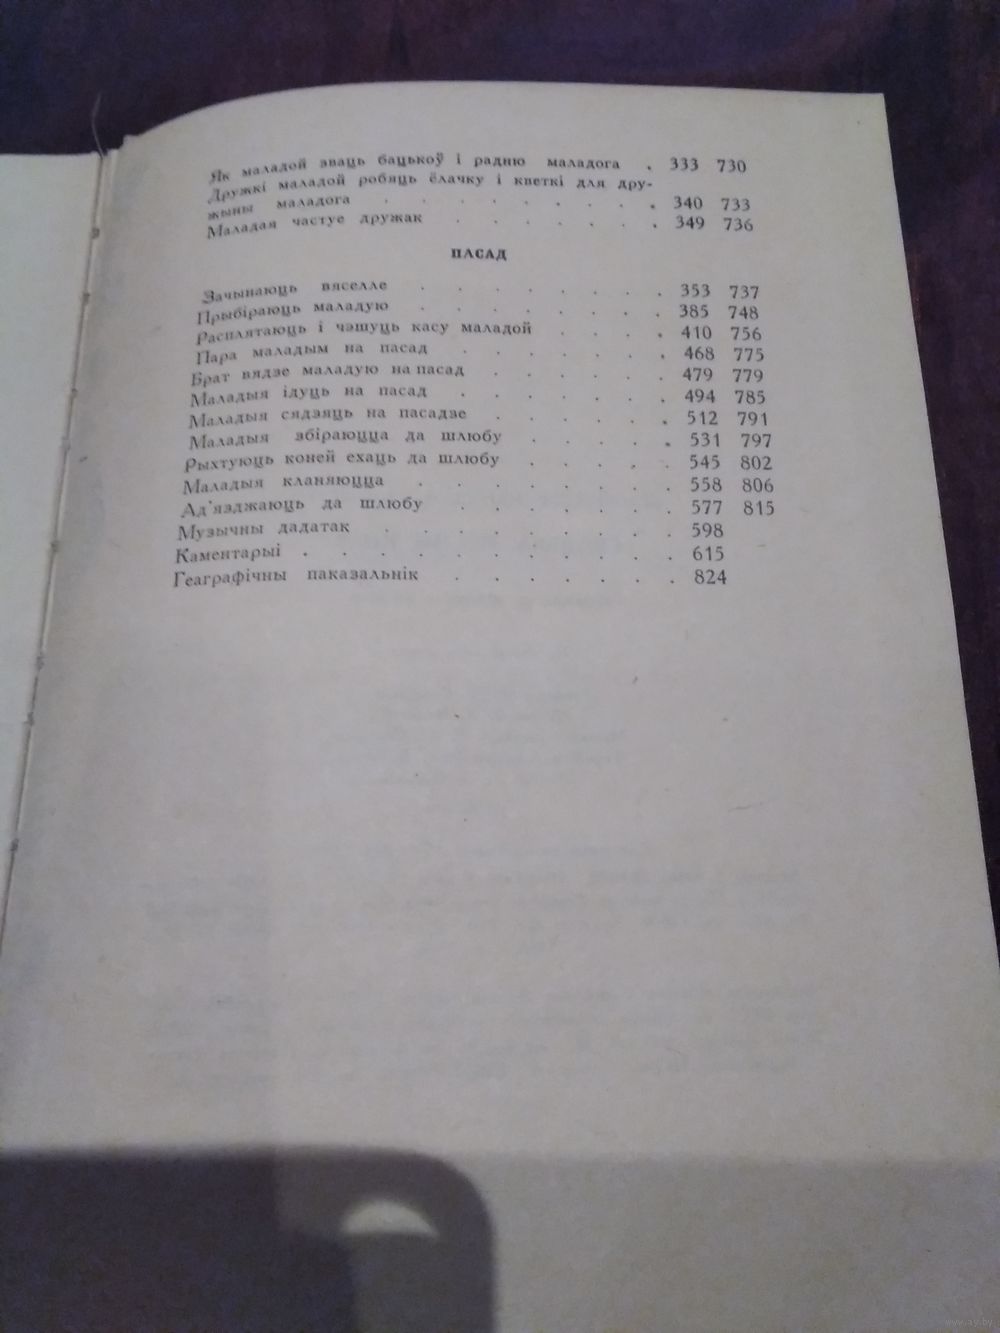 Як маладой зваць бацькоў і радню маладога . 333 730
Дружкі маладой робяць ёлачку і кветкі для дру-
жыны маладога . . . . . . . . 340 733
Маладая частуе дружак . . . . . . 349 736
ПАСАД
Зачынаюць вяселле . . . . . . . 353 737
Прыбіраюць маладую . . . . . . . 385 748
Расплятаюць і чэшуць касу маладой . . . . 410 756
Пара маладым на пасад . . . . . . 468 775
Брат вядзе маладую на пасад . . . . . 479 779
Маладыя ідуць на пасад . . . . . . 494 785
Маладыя сядзяць на пасадзе . . . . . . 512 791
Маладыя збіраюцца да шлюбу . . . . . 531 797
Рыхтуюць коней ехаць да шлюбу . . . . . 545 802
Маладыя кланяюцца . . . . . . . . 558 806
Ад'язджаюць да шлюбу . . . . . . . 577 815
Музычны дадатак . . . . . . . . . 598
Каментарыі . . . . . . . . . . . 615
Геаграфічны паказальнік . . . . . . . 824
www.ay.by